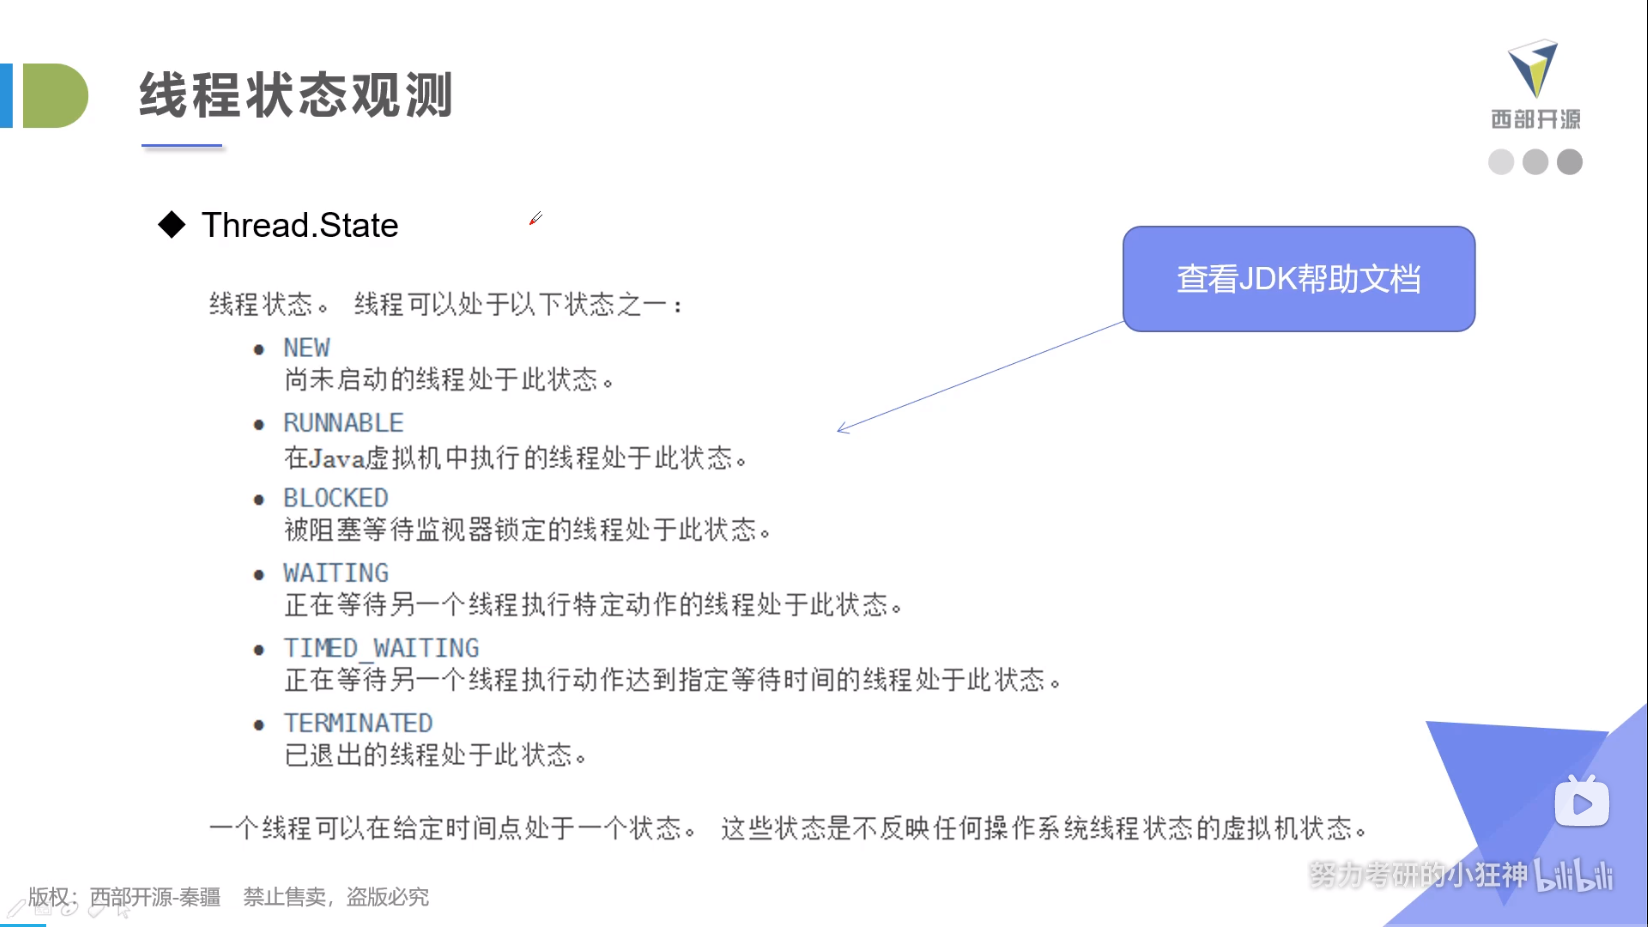 线程状态观测
西部开源
Thread.State
查看JDK帮助文档
线程状态。 线程可以处于以下状态之一：
NEW
尚未启动的线程处于此状态。
RUNNABLE
在Java虚拟机中执行的线程处于此状态。
BLOCKED
被阻塞等待监视器锁定的线程处于此状态。
WAITING
正在等待另一个线程执行特定动作的线程处于此状态。
TIMED_WAITING
正在等待另一个线程执行动作达到指定等待时间的线程处于此状态。
TERMINATED
已退出的线程处于此状态。
一个线程可以在给定时间点处于一个状态。 这些状态是不反映任何操作系统线程状态的虚拟机状态。
努力考研的小狂神 bilibili
版权：西部开源-秦疆 禁止售卖，盗版必究